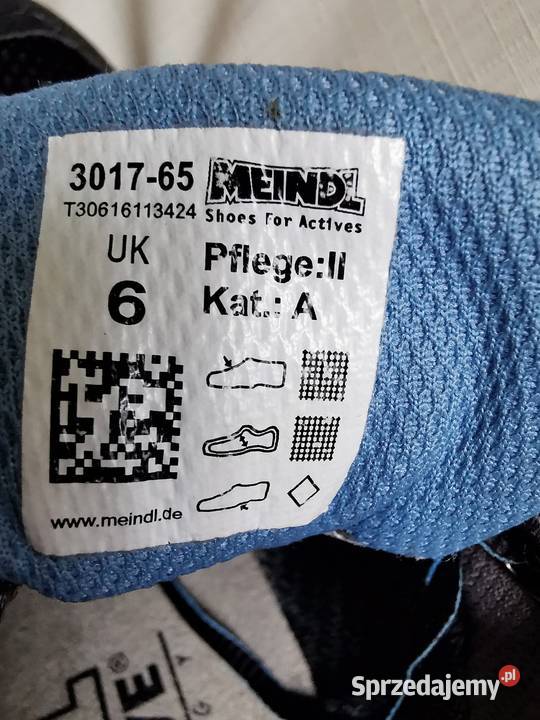 3017-65 MEINDL
T30616113424 Shoes For Actives
UK Pflege:II
6 Kat.: A
www.meindl.de
Sprzedajemy.pl